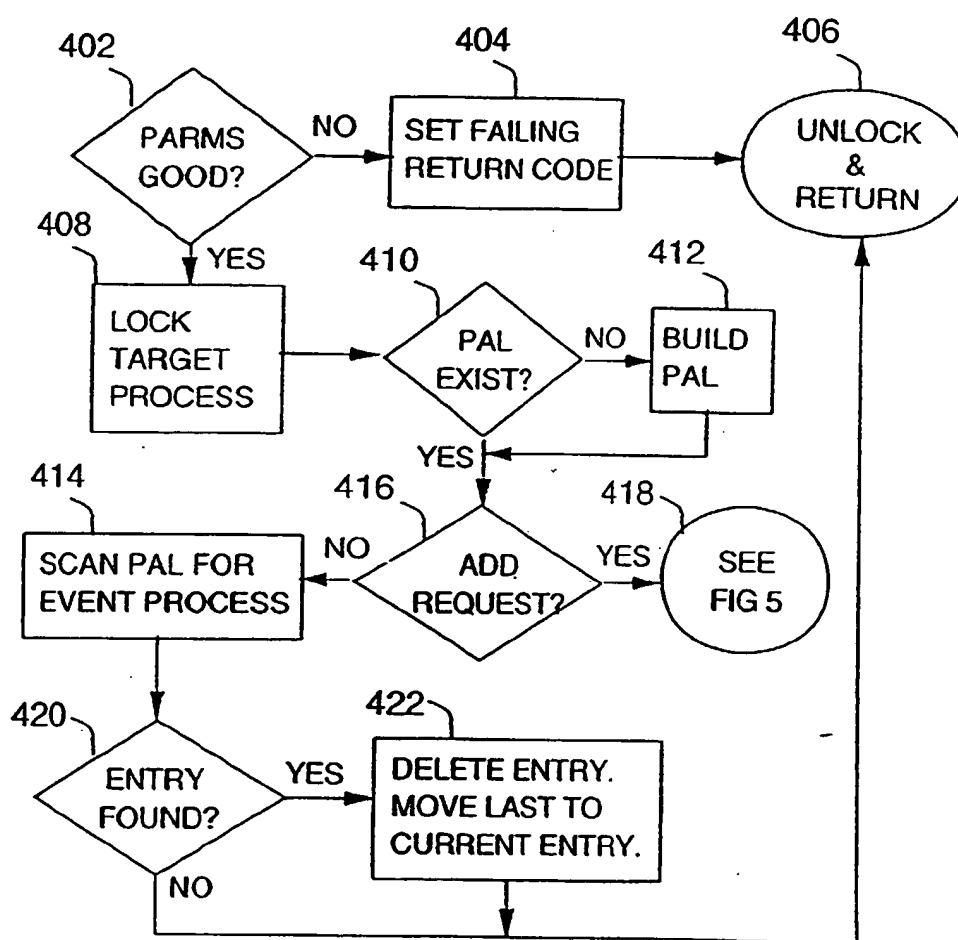 402
404
406
PARMS
GOOD?
NO
SET FAILING
RETURN CODE
UNLOCK
&
RETURN
YES
408
410
412
LOCK
TARGET
PROCESS
PAL
EXIST?
NO
BUILD
PAL
YES
414
416
418
SCAN PAL FOR
EVENT PROCESS
NO
ADD
REQUEST?
YES
SEE
FIG 5
420
422
ENTRY
FOUND?
YES
DELETE ENTRY.
MOVE LAST TO
CURRENT ENTRY.
NO